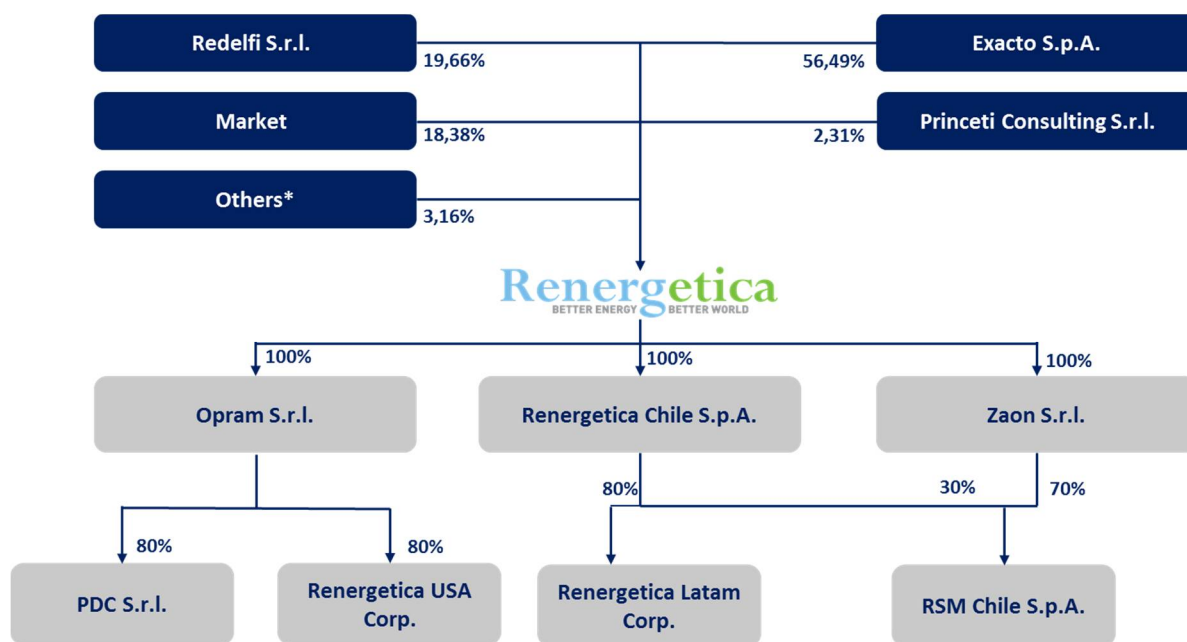 Redelfi S.r.l.
19,66%
Exacto S.p.A.
56,49%
Market
18,38%
Princeti Consulting S.r.l.
2,31%
Others*
3,16%
Renergetica
BETTER ENERGY BETTER WORLD
100%
100%
100%
Opram S.r.l.
Renergetica Chile S.p.A.
Zaon S.r.l.
80%
30%
70%
80%
80%
PDC S.r.l.
Renergetica USA
Corp.
Renergetica Latam
Corp.
RSM Chile S.p.A.